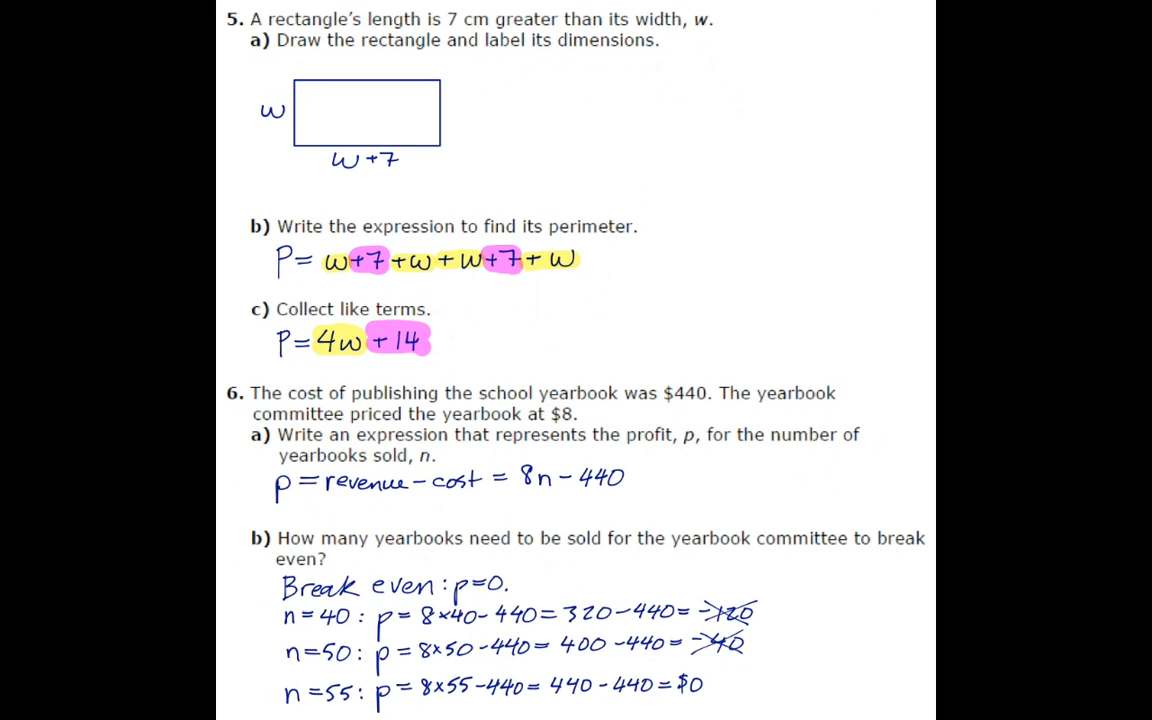 5. A rectangle's length is 7 cm greater than its width, w.
a) Draw the rectangle and label its dimensions.
w
w+7
b) Write the expression to find its perimeter.
P= w+7+w+w+7+w
c) Collect like terms.
P=4w+14
6. The cost of publishing the school yearbook was $440. The yearbook
committee priced the yearbook at $8.
a) Write an expression that represents the profit, p, for the number of
yearbooks sold, n.
p=revenue-cost = 8n-440
b) How many yearbooks need to be sold for the yearbook committee to break
even?
Break even: p=0.
n=40: p= 8×40-440=320-440=-120
n=50: p= 8×50-440= 400-440=-40
n=55: p= 8×55-440= 440-440=$0